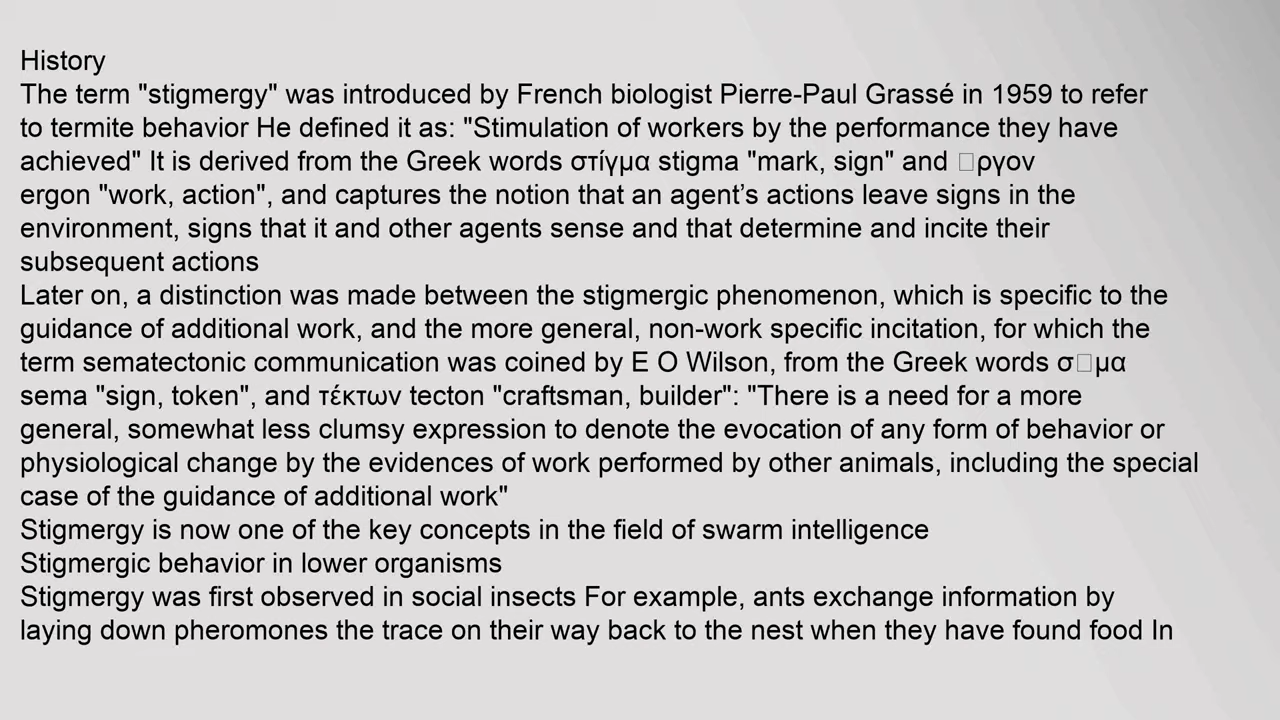 History
The term "stigmergy" was introduced by French biologist Pierre-Paul Grassé in 1959 to refer
to termite behavior He defined it as: "Stimulation of workers by the performance they have
achieved" It is derived from the Greek words στίγμα stigma "mark, sign" and □ργον
ergon "work, action", and captures the notion that an agent’s actions leave signs in the
environment, signs that it and other agents sense and that determine and incite their
subsequent actions
Later on, a distinction was made between the stigmergic phenomenon, which is specific to the
guidance of additional work, and the more general, non-work specific incitation, for which the
term sematectonic communication was coined by E O Wilson, from the Greek words σ□μα
sema "sign, token", and τέκτων tecton "craftsman, builder": "There is a need for a more
general, somewhat less clumsy expression to denote the evocation of any form of behavior or
physiological change by the evidences of work performed by other animals, including the special
case of the guidance of additional work"
Stigmergy is now one of the key concepts in the field of swarm intelligence
Stigmergic behavior in lower organisms
Stigmergy was first observed in social insects For example, ants exchange information by
laying down pheromones the trace on their way back to the nest when they have found food In